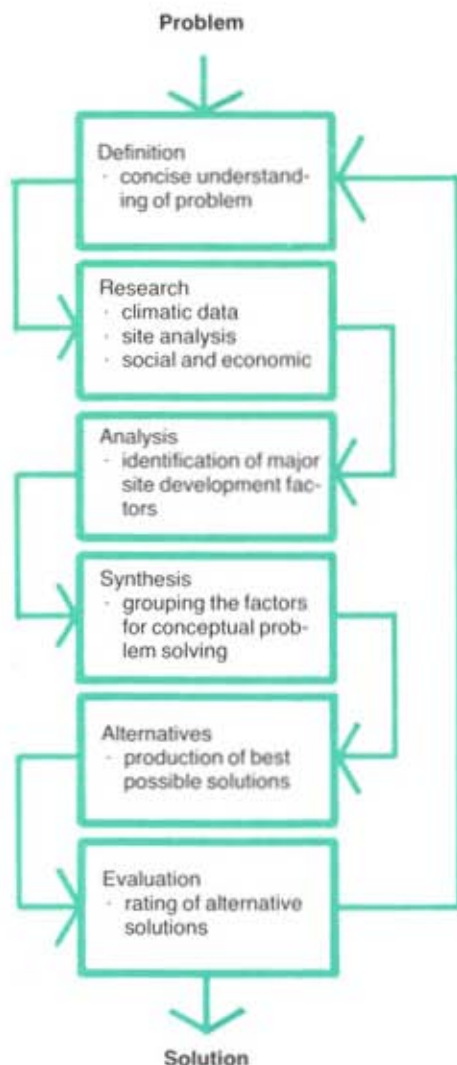 Problem
Definition
· concise understand-
ing of problem
Research
· climatic data
· site analysis
· social and economic
Analysis
· identification of major
site development fac-
tors
Synthesis
· grouping the factors
for conceptual prob-
lem solving
Alternatives
· production of best
possible solutions
Evaluation
· rating of alternative
solutions
Solution